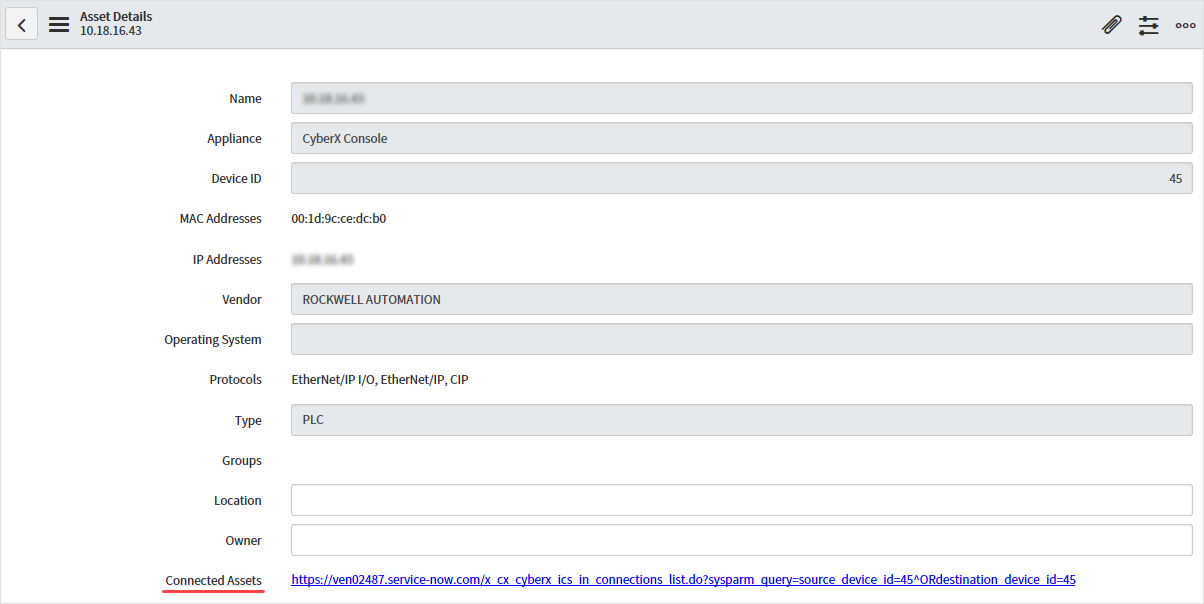 Asset Details
10.18.16.43
Name
Appliance CyberX Console
Device ID 45
MAC Addresses 00:1d:9c:ce:dc:b0
IP Addresses
Vendor ROCKWELL AUTOMATION
Operating System
Protocols EtherNet/IP I/O, EtherNet/IP, CIP
Type PLC
Groups
Location
Owner
Connected Assets https://ven02487.service-now.com/x_cx_cyberx_ics_in_connections_list.do?sysparm_query=source_device_id=45^ORdestination_device_id=45